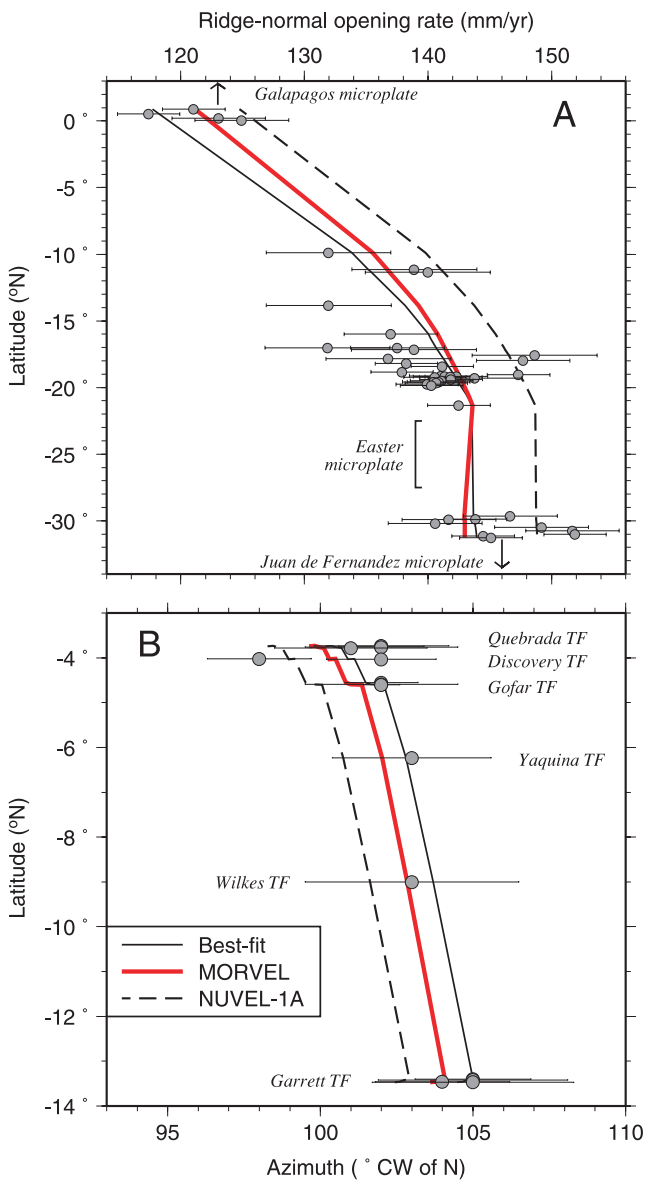 Ridge-normal opening rate (mm/yr)
120 130 140 150
Galapagos microplate
A
0 °
-5 °
-10 °
-15 °
-20 °
-25 °
-30 °
Latitude (ºN)
Easter
microplate
Juan de Fernandez microplate
B
-4 °
-6 °
-8 °
-10 °
-12 °
-14 °
Latitude (ºN)
Quebrada TF
Discovery TF
Gofar TF
Yaquina TF
Wilkes TF
Best-fit
MORVEL
NUVEL-1A
Garrett TF
95 100 105 110
Azimuth ( ° CW of N)